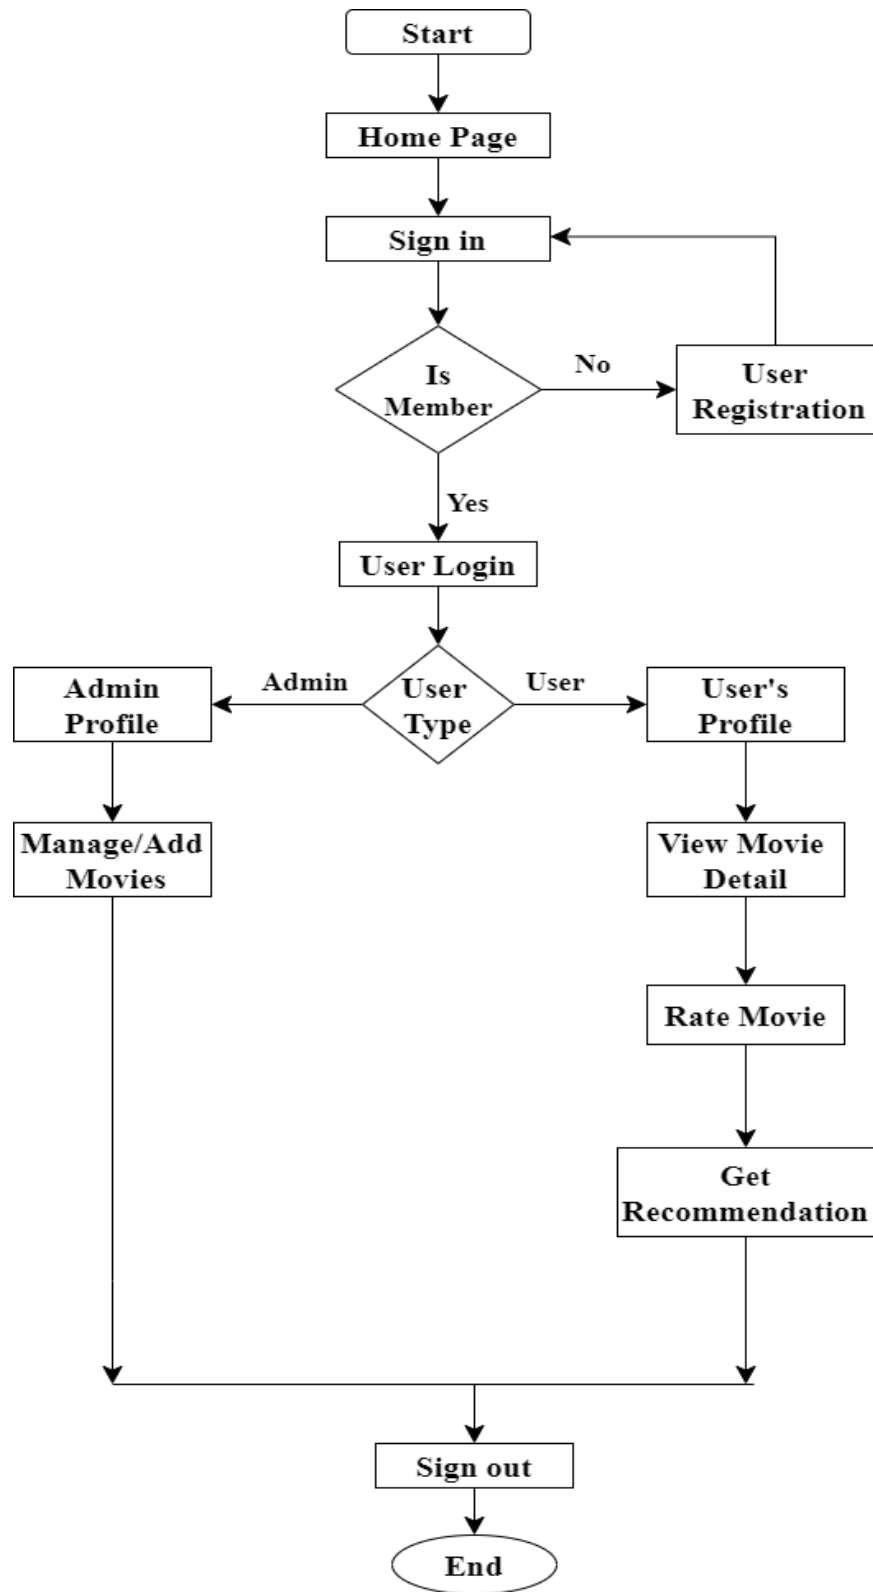 Start
Home Page
Sign in
Is
Member
No
User
Registration
Yes
User Login
Admin
Profile
Admin
User
Type
User
User's
Profile
Manage/Add
Movies
View Movie
Detail
Rate Movie
Get
Recommendation
Sign out
End